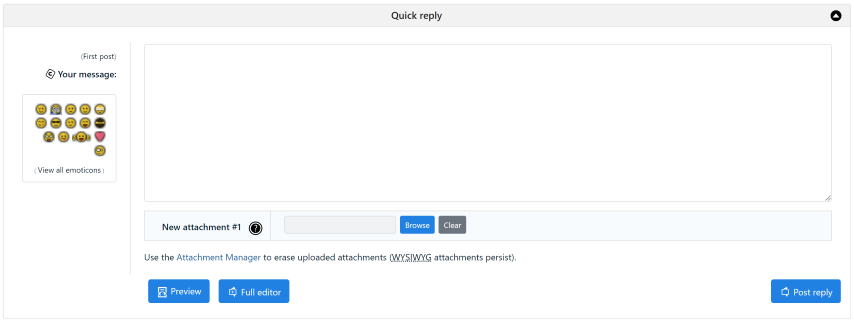 Quick reply
(First post)
Your message:
(View all emoticons)
New attachment #1
Browse
Clear
Use the Attachment Manager to erase uploaded attachments (WYSIWYG attachments persist).
Preview
Full editor
Post reply